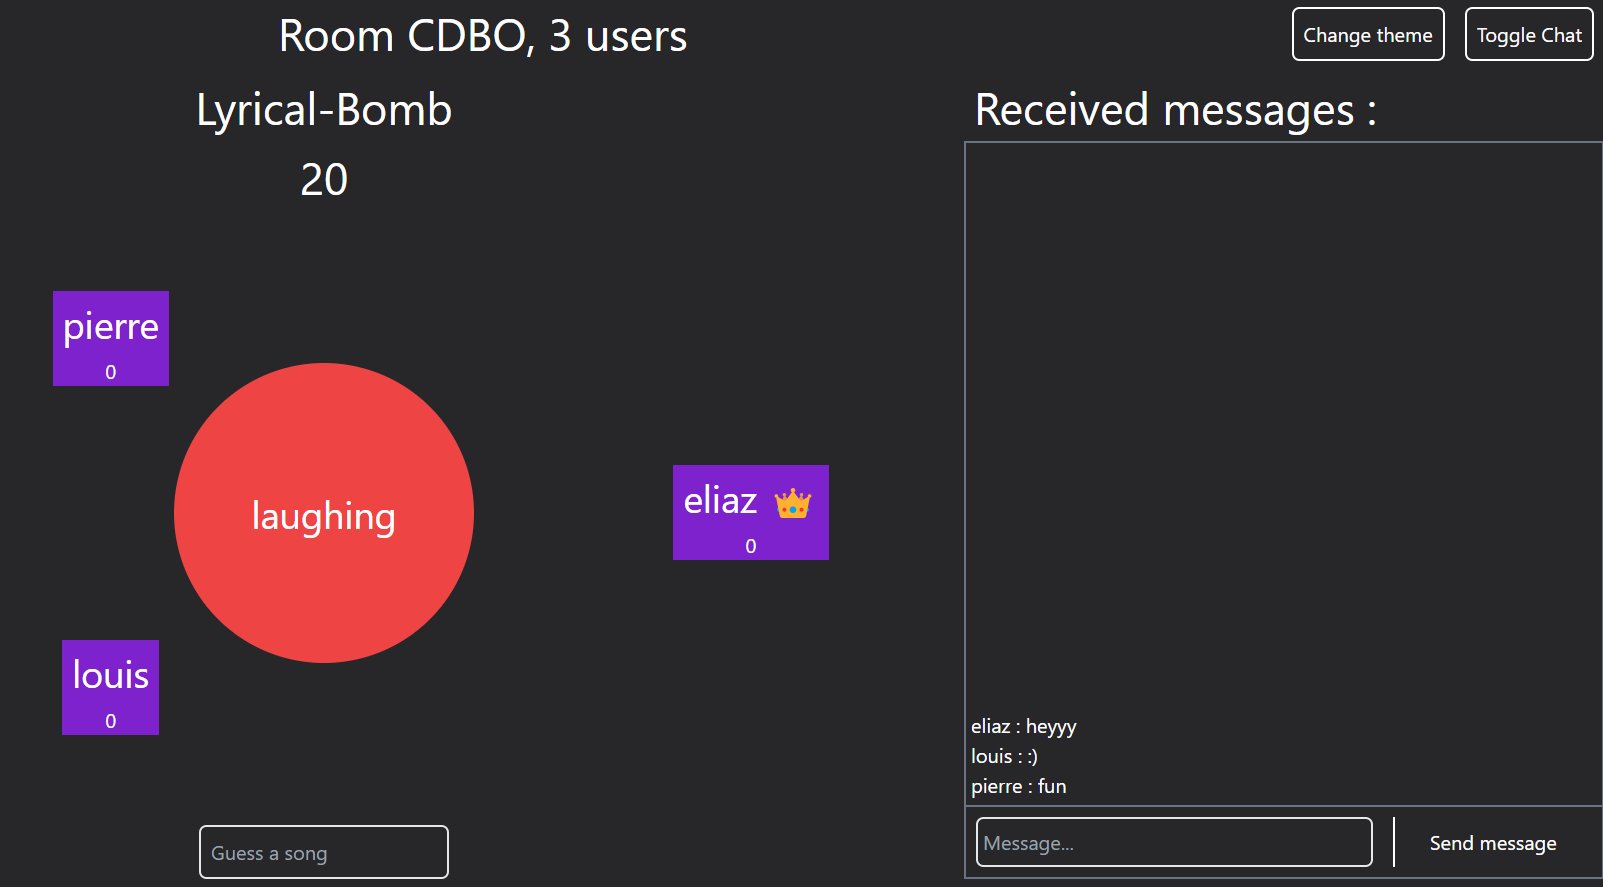 Room CDBO, 3 users
Change theme
Toggle Chat
Lyrical-Bomb
20
pierre
0
laughing
eliaz 👑
0
louis
0
Guess a song
Received messages :
eliaz : heyyy
louis : :)
pierre : fun
Message...
Send message